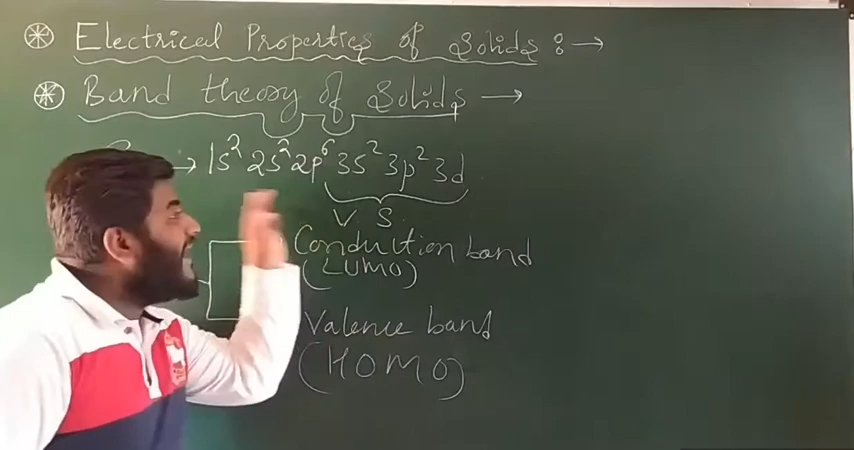 Electrical Properties of Solids :→
Band theory of Solids →
→ 1s² 2s² 2p⁶ 3s² 3p² 3d
V S.
Conduction band
(LUMO)
Valence band
(HOMO)